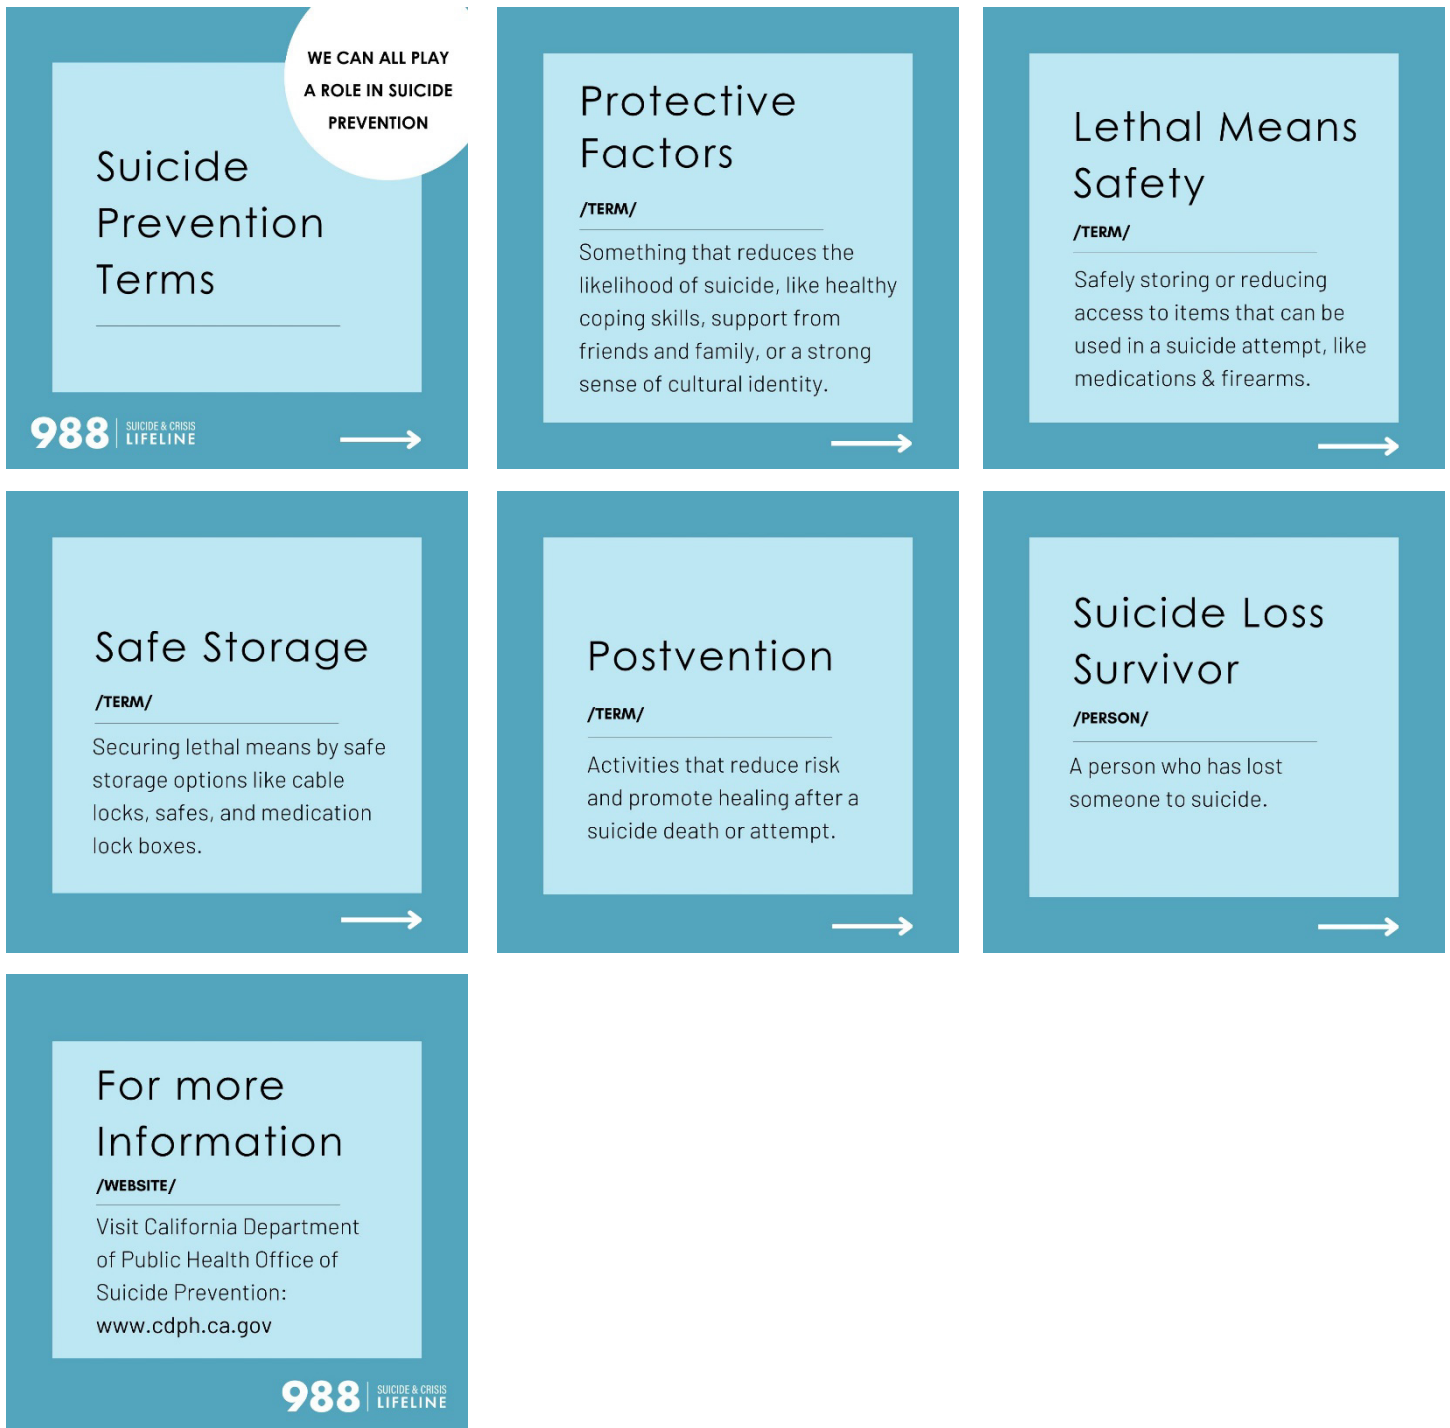 WE CAN ALL PLAY
A ROLE IN SUICIDE
PREVENTION
Suicide
Prevention
Terms
988 SUICIDE & CRISIS
LIFELINE
Protective
Factors
/TERM/
Something that reduces the
likelihood of suicide, like healthy
coping skills, support from
friends and family, or a strong
sense of cultural identity.
Lethal Means
Safety
/TERM/
Safely storing or reducing
access to items that can be
used in a suicide attempt, like
medications & firearms.
Safe Storage
/TERM/
Securing lethal means by safe
storage options like cable
locks, safes, and medication
lock boxes.
Postvention
/TERM/
Activities that reduce risk
and promote healing after a
suicide death or attempt.
Suicide Loss
Survivor
/PERSON/
A person who has lost
someone to suicide.
For more
Information
/WEBSITE/
Visit California Department
of Public Health Office of
Suicide Prevention:
www.cdph.ca.gov
988 SUICIDE & CRISIS
LIFELINE